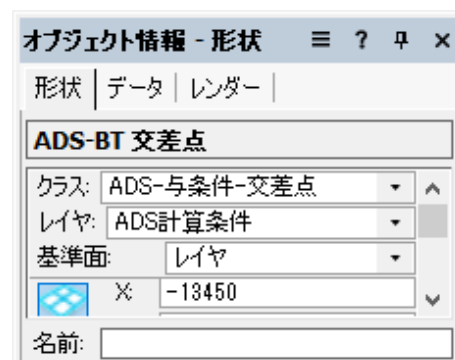 オブジェクト情報 - 形状 ≡ ? ×
形状 データ レンダー
ADS-BT 交差点
クラス: ADS-与条件-交差点
レイヤ: ADS計算条件
基準面: レイヤ
X: -13450
名前: